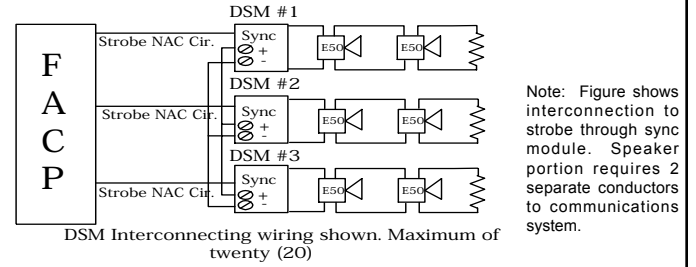 DSM #1
Strobe NAC Cir.
Sync
+
-
E50
E50
DSM #2
Strobe NAC Cir.
Sync
+
-
E50
E50
DSM #3
Strobe NAC Cir.
Sync
+
-
E50
E50
F
A
C
P
DSM Interconnecting wiring shown. Maximum of
twenty (20)
Note: Figure shows
interconnection to
strobe through sync
module. Speaker
portion requires 2
separate conductors
to communications
system.